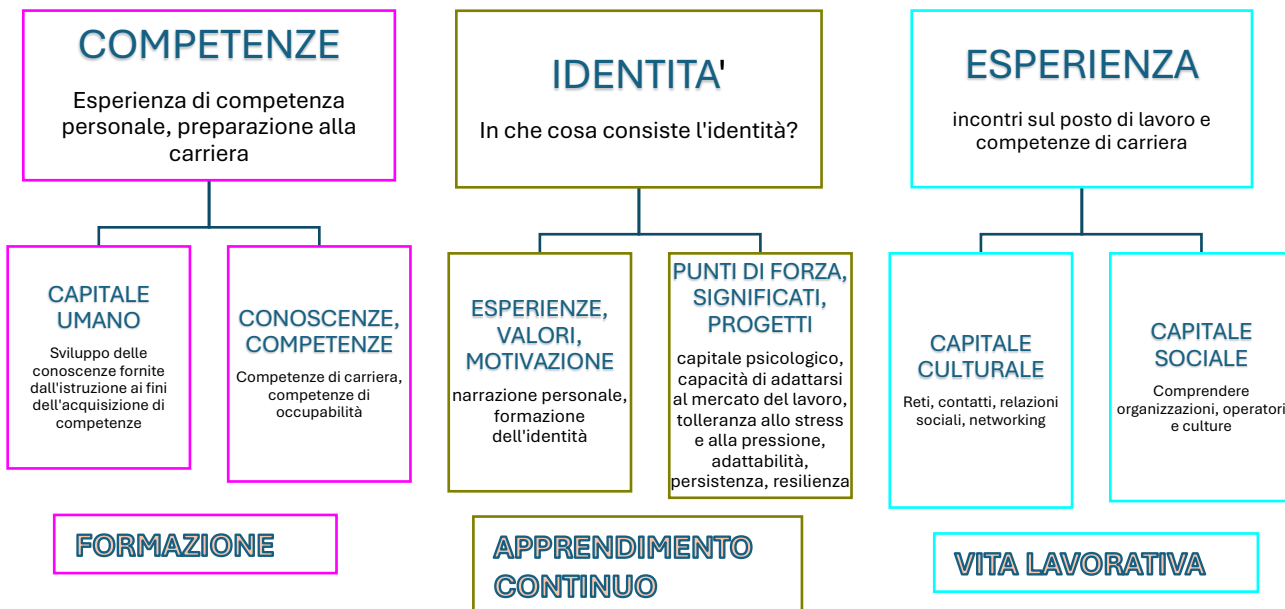 COMPETENZE
Esperienza di competenza
personale, preparazione alla
carriera
IDENTITA'
In che cosa consiste l'identità?
ESPERIENZA
incontri sul posto di lavoro e
competenze di carriera
CAPITALE
UMANO
Sviluppo delle
conoscenze fornite
dall'istruzione ai fini
dell'acquisizione di
competenze
CONOSCENZE,
COMPETENZE
Competenze di carriera,
competenze di
occupabilità
ESPERIENZE,
VALORI,
MOTIVAZIONE
narrazione personale,
formazione
dell'identità
PUNTI DI FORZA,
SIGNIFICATI,
PROGETTI
capitale psicologico,
capacità di adattarsi
al mercato del lavoro,
tolleranza allo stress
e alla pressione,
adattabilità,
persistenza, resilienza
CAPITALE
CULTURALE
Reti, contatti, relazioni
sociali, networking
CAPITALE
SOCIALE
Comprendere
organizzazioni, operatori
e culture
FORMAZIONE
APPRENDIMENTO
CONTINUO
VITA LAVORATIVA